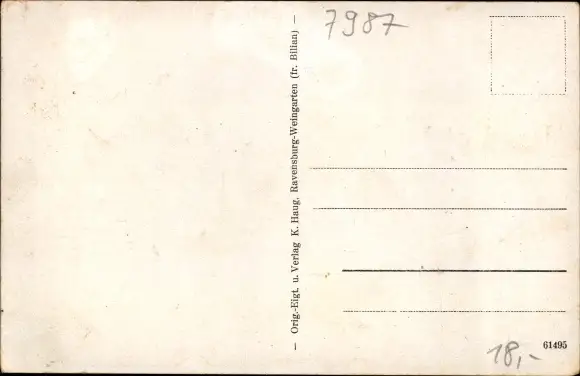 7987
— Orig.-Eigt. u. Verlag K. Haug, Ravensburg-Weingarten (fr. Bilian) —
61495
18,-